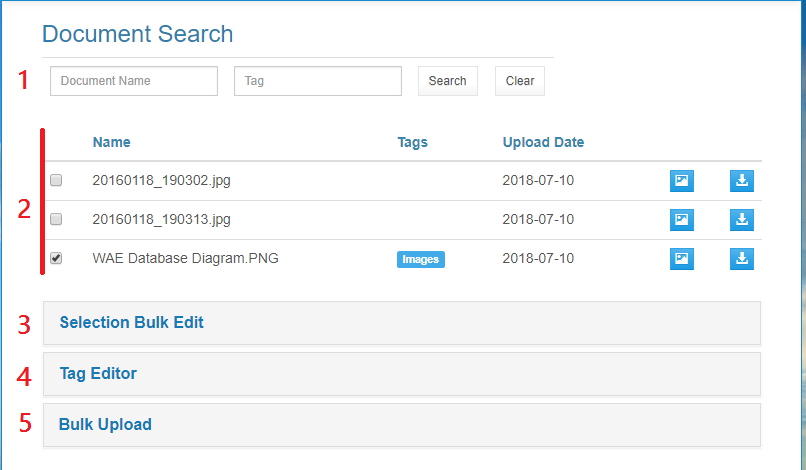 Document Search
1 Document Name Tag Search Clear
Name Tags Upload Date
20160118_190302.jpg 2018-07-10
2 20160118_190313.jpg 2018-07-10
WAE Database Diagram.PNG Images 2018-07-10
3 Selection Bulk Edit
4 Tag Editor
5 Bulk Upload